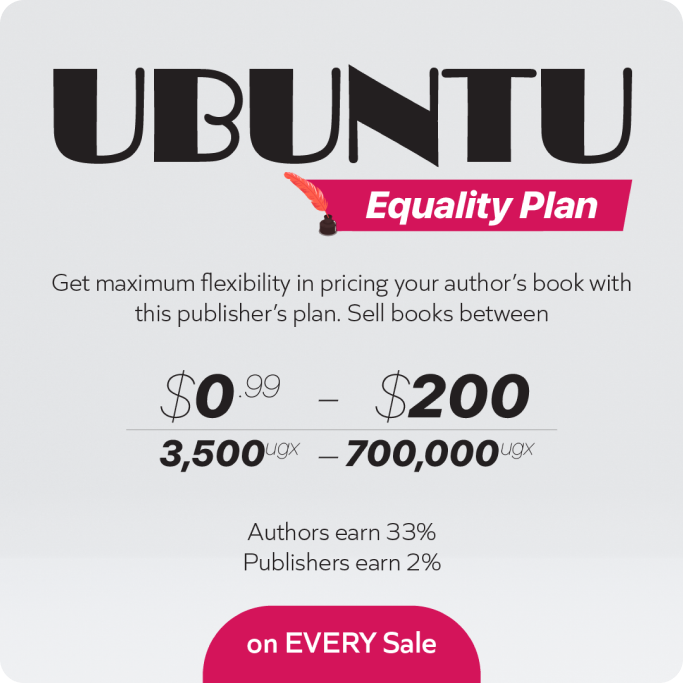 UBUNTU
Equality Plan
Get maximum flexibility in pricing your author's book with
this publisher's plan. Sell books between
$0.99 – $200
3,500ugx – 700,000ugx
Authors earn 33%
Publishers earn 2%
on EVERY Sale